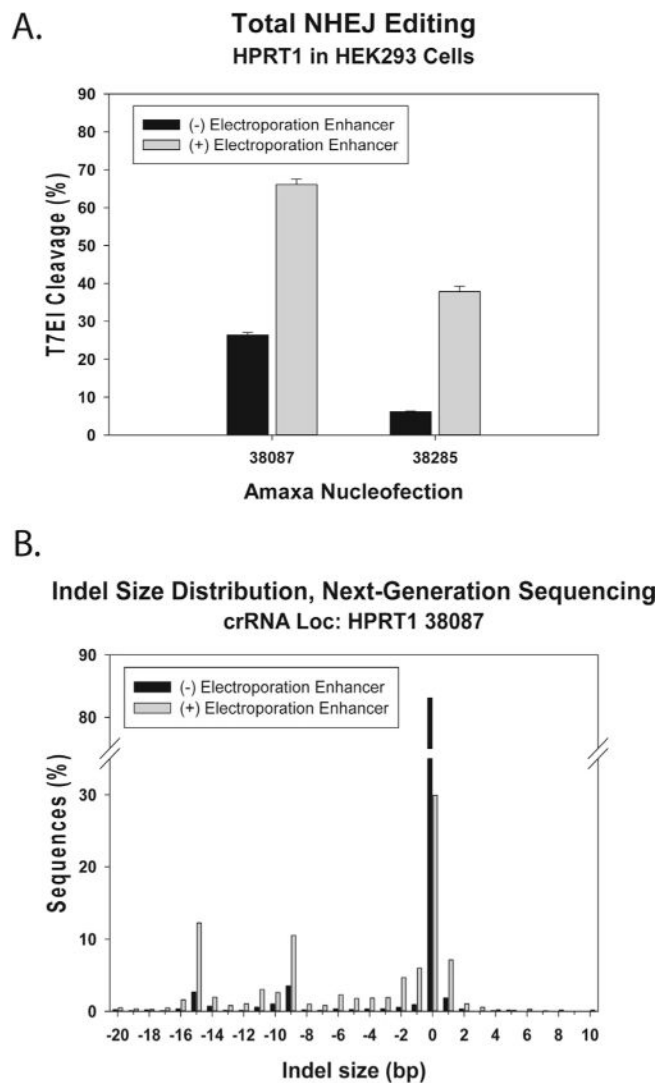 A.
Total NHEJ Editing
HPRT1 in HEK293 Cells
90
80
70
60
50
40
30
20
10
0
T7EI Cleavage (%)
(-) Electroporation Enhancer
(+) Electroporation Enhancer
38087 38285
Amaxa Nucleofection
B.
Indel Size Distribution, Next-Generation Sequencing
crRNA Loc: HPRT1 38087
90
80
30
20
10
0
Sequences (%)
(-) Electroporation Enhancer
(+) Electroporation Enhancer
-20 -18 -16 -14 -12 -10 -8 -6 -4 -2 0 2 4 6 8 10
Indel size (bp)